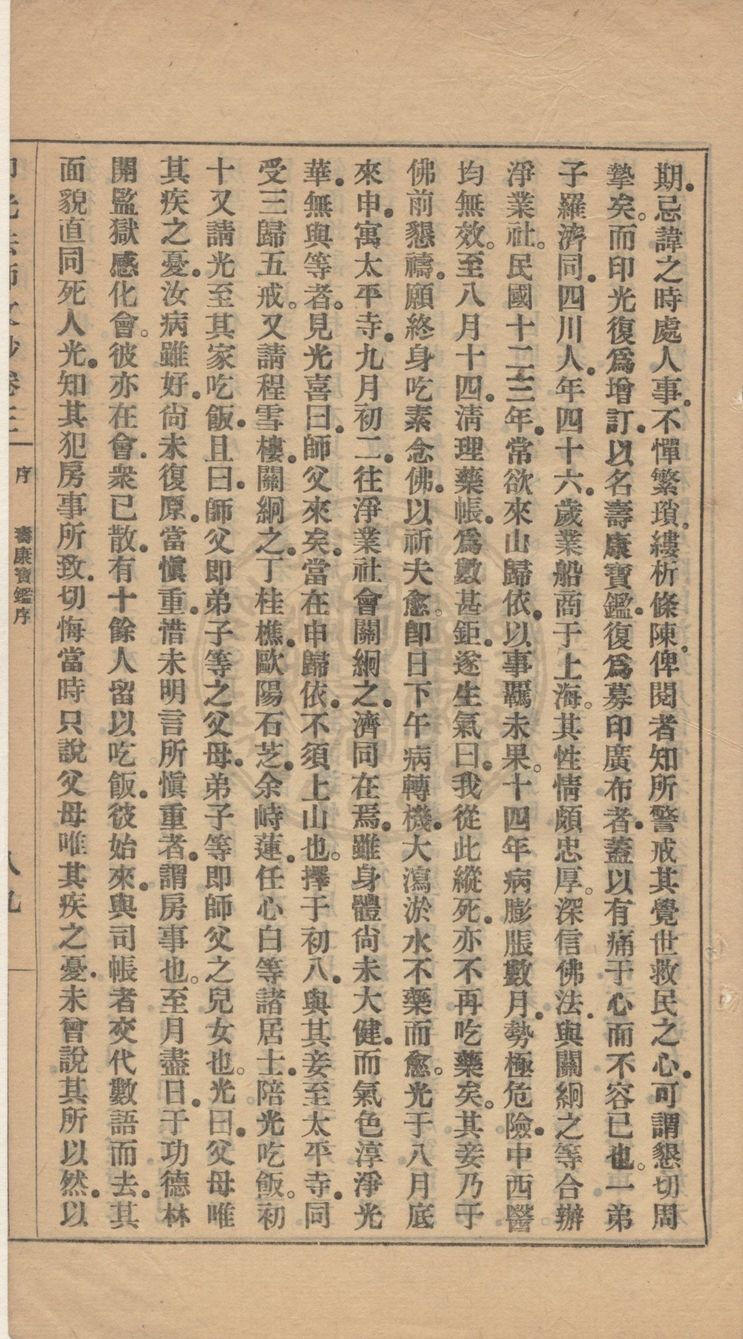 期。忌諱之時處人事。不憚繁瑣。縷析條陳。俾閱者知所警戒。其覺世救民之心。可謂懇切周
摯矣。而印光復爲增訂。以名壽康寶鑑。復爲募印廣布者。蓋以有痛于心而不容已也。一弟
子羅濟同。四川人。年四十六歲。業船商于上海。其性情頗忠厚。深信佛法。與關絅之等合辦
淨業社。民國十二三年。常欲來山歸依。以事羈未果。十四年病膨脹數月。勢極危險。中西醫
均無效。至八月十四。清理藥帳。爲數甚鉅。遂生氣曰。我從此縱死。亦不再吃藥矣。其妾乃于
佛前懇禱。願終身吃素念佛。以祈夫愈。即日下午病轉機。大瀉淤水。不藥而愈。光于八月底
來申。寓太平寺。九月初二。往淨業社會關絅之。濟同在焉。雖身體尙未大健。而氣色淳淨光
華。無與等者。見光喜曰。師父來矣。當在申歸依。不須上山也。擇于初八。與其妾至太平寺。同
受三歸五戒。又請程雪樓。關絅之。丁桂樵。歐陽石芝。余峙蓮。任心白等諸居士。陪光吃飯。初
十又請光至其家吃飯。且曰。師父即弟子等之父母。弟子等即師父之兒女也。光曰。父母唯
其疾之憂。汝病雖好。尙未復原。當愼重。惜未明言所愼重者。謂房事也。至月盡日。于功德林
開監獄感化會。彼亦在會。衆已散。有十餘人留以吃飯。彼始來。與司帳者交代數語而去。其
面貌直同死人。光知其犯房事所致。切悔當時只說父母唯其疾之憂。未曾說其所以然。以
序 壽康寶鑑序